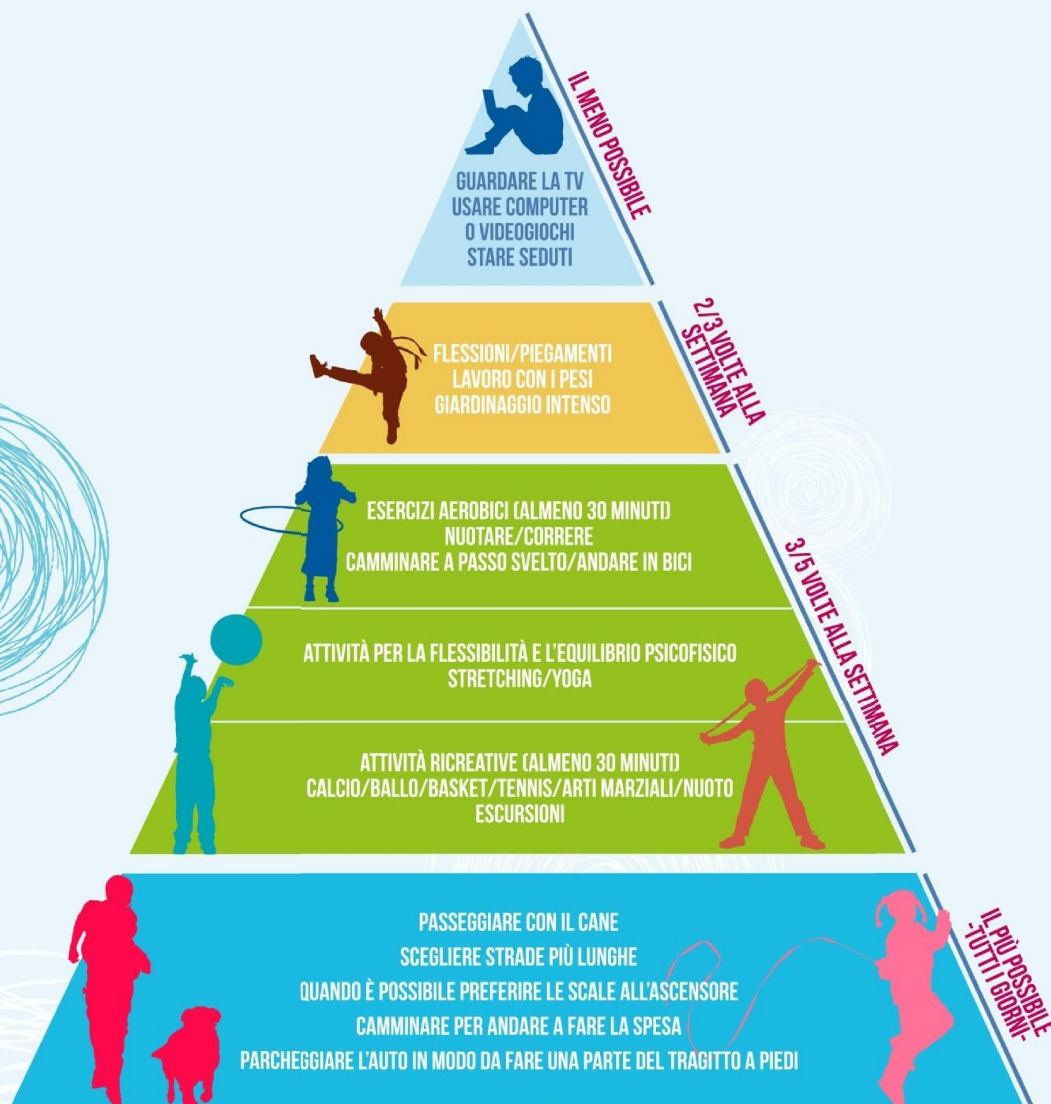 IL MENO POSSIBILE
GUARDARE LA TV
USARE COMPUTER
O VIDEOGIOCHI
STARE SEDUTI
2/3 VOLTE ALLA
SETTIMANA
FLESSIONI/PIEGAMENTI
LAVORO CON I PESI
GIARDINAGGIO INTENSO
3/5 VOLTE ALLA SETTIMANA
ESERCIZI AEROBICI (ALMENO 30 MINUTI)
NUOTARE/CORRERE
CAMMINARE A PASSO SVELTO/ANDARE IN BICI
ATTIVITÀ PER LA FLESSIBILITÀ E L'EQUILIBRIO PSICOFISICO
STRETCHING/YOGA
ATTIVITÀ RICREATIVE (ALMENO 30 MINUTI)
CALCIO/BALLO/BASKET/TENNIS/ARTI MARZIALI/NUOTO
ESCURSIONI
IL PIÙ POSSIBILE
-TUTTI I GIORNI-
PASSEGGIARE CON IL CANE
SCEGLIERE STRADE PIÙ LUNGHE
QUANDO È POSSIBILE PREFERIRE LE SCALE ALL'ASCENSORE
CAMMINARE PER ANDARE A FARE LA SPESA
PARCHEGGIARE L'AUTO IN MODO DA FARE UNA PARTE DEL TRAGITTO A PIEDI